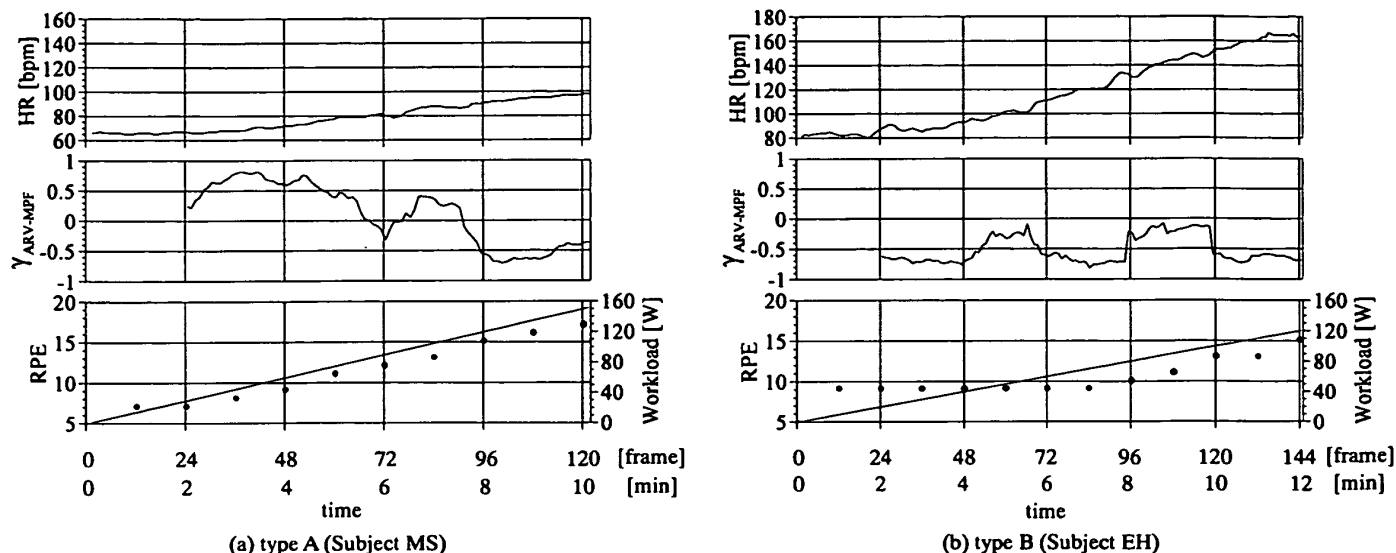 HR [bpm]
160
140
120
100
80
60
γARV-MPF
1
0.5
0
-0.5
-1
RPE
20
15
10
5
160
120
80
40
0
Workload [W]
0 24 48 72 96 120 [frame]
0 2 4 6 8 10 [min]
time
(a) type A (Subject MS)
HR [bpm]
180
160
140
120
100
80
γARV-MPF
1
0.5
0
-0.5
-1
RPE
20
15
10
5
160
120
80
40
0
Workload [W]
0 24 48 72 96 120 144 [frame]
0 2 4 6 8 10 12 [min]
time
(b) type B (Subject EH)